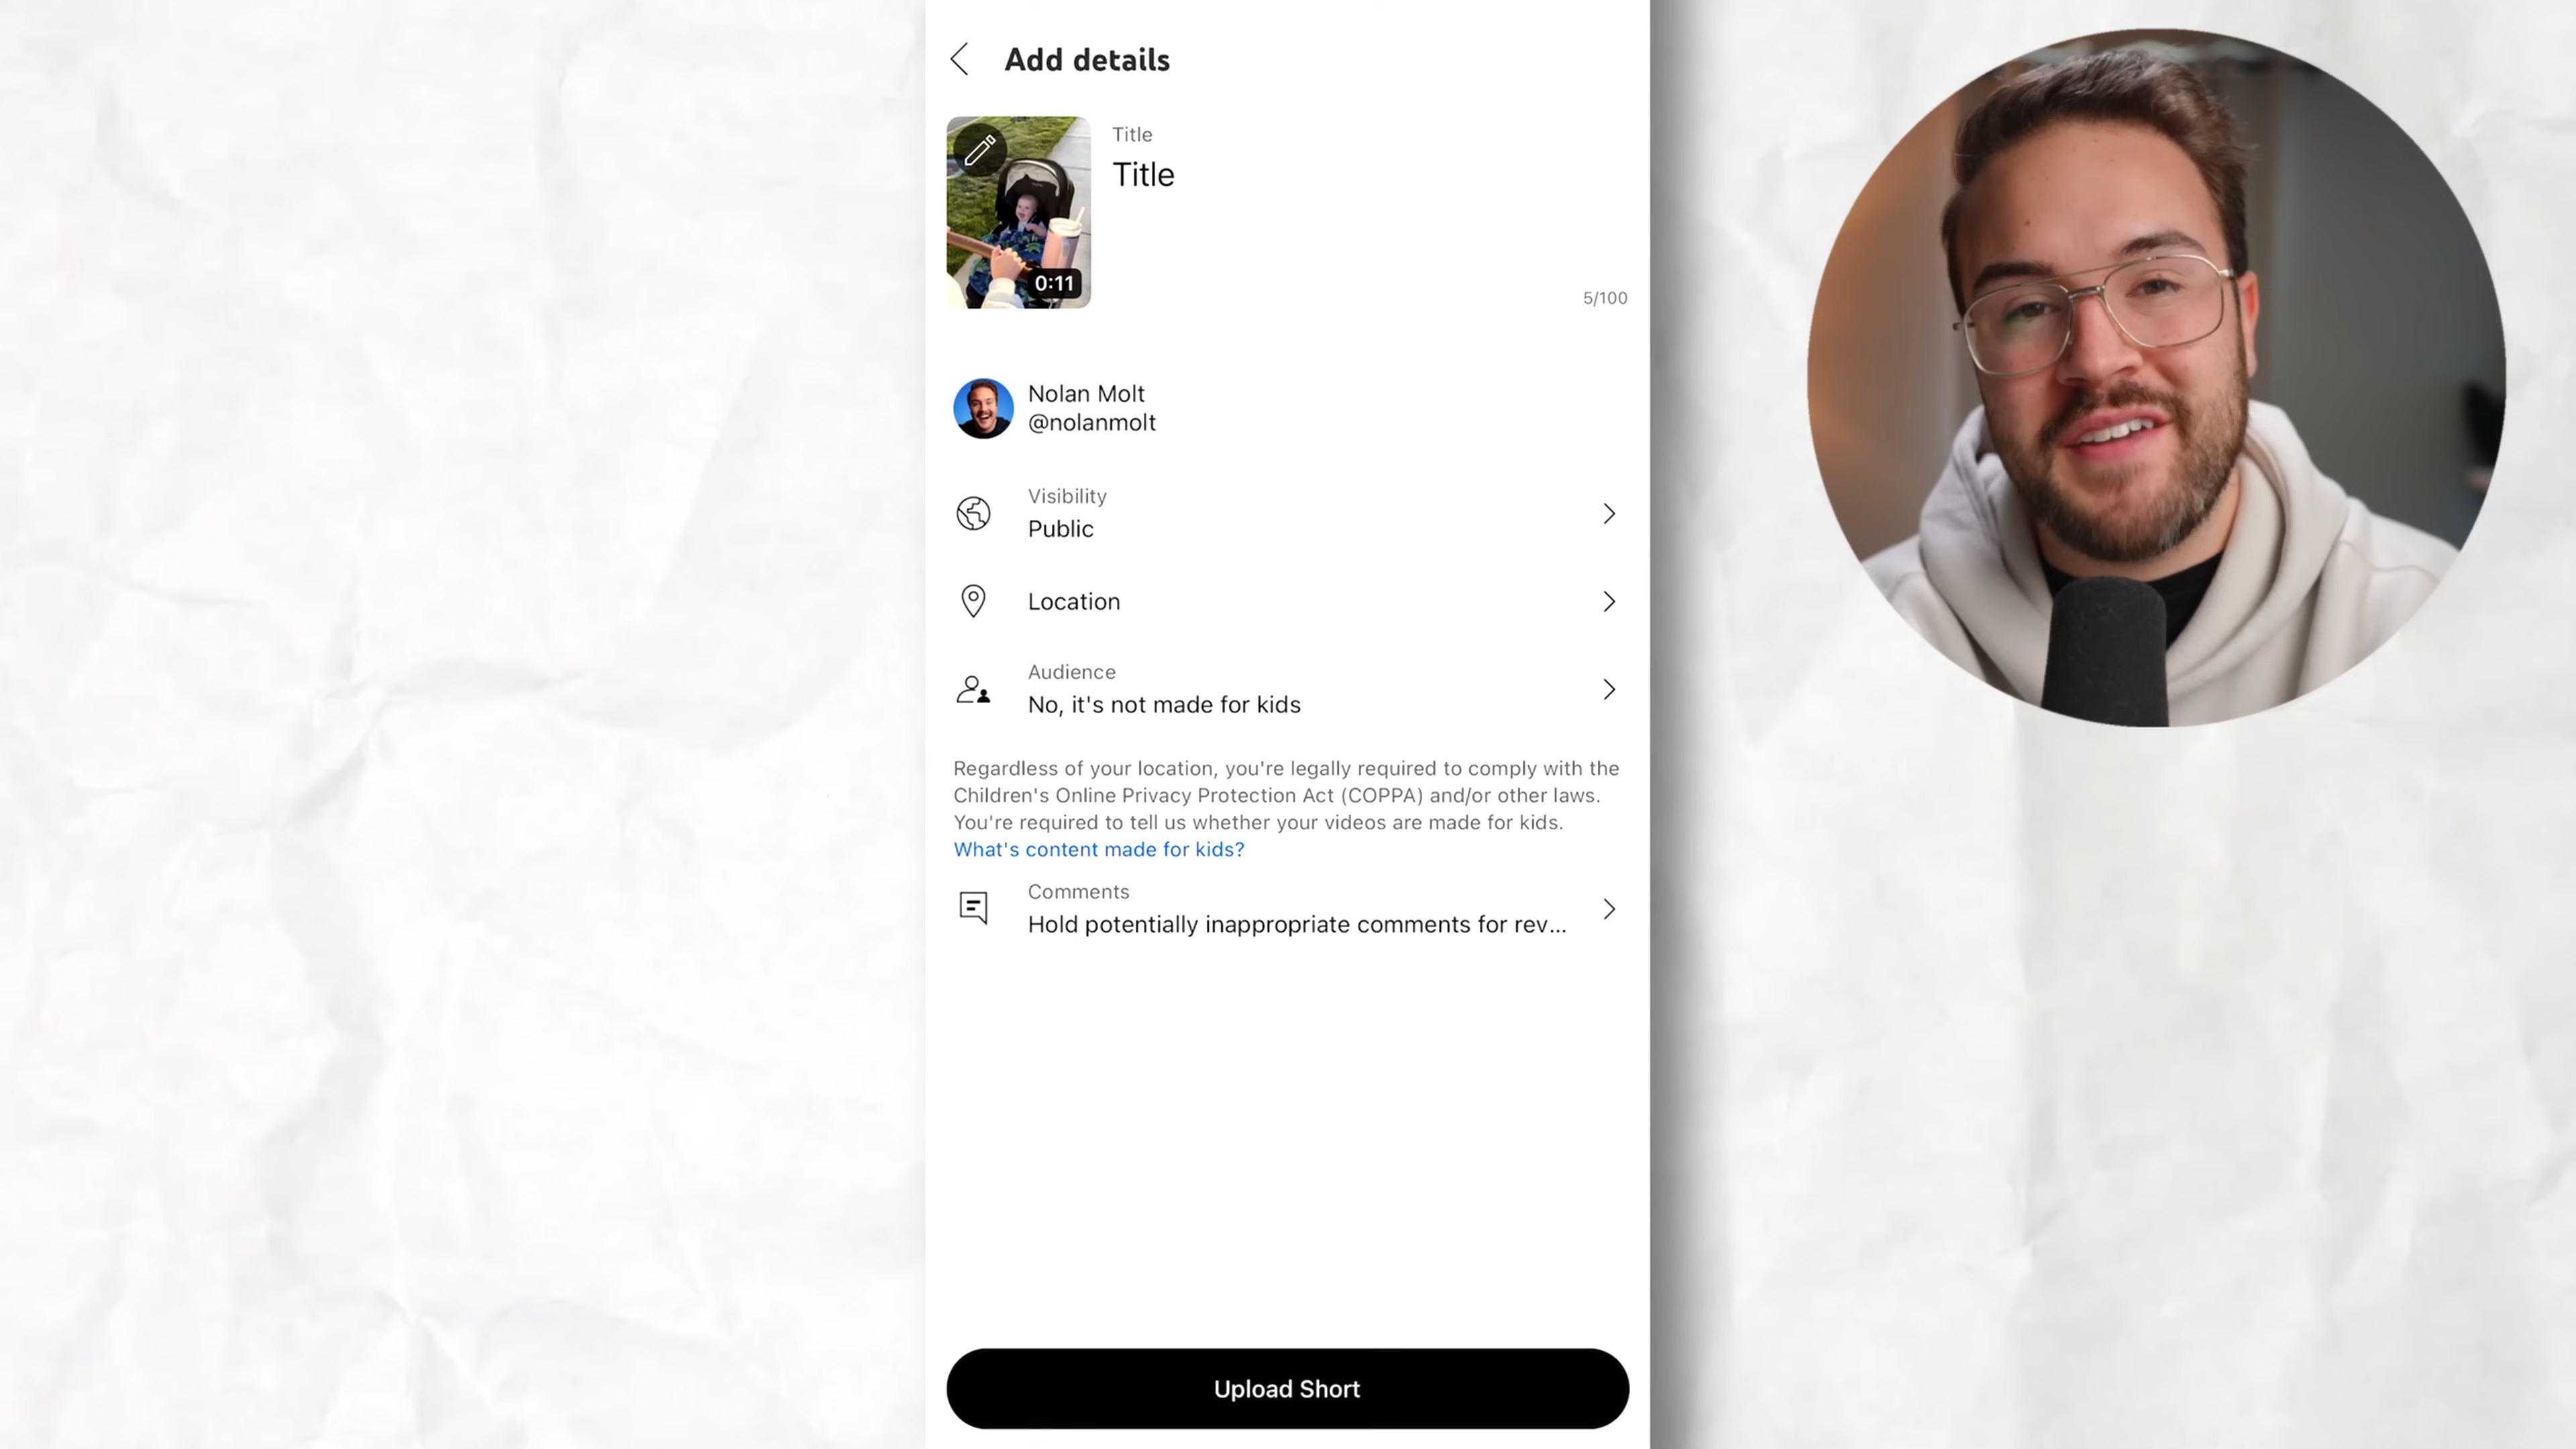 Add details
Title
Title
0:11
5/100
Nolan Molt
@nolanmolt
Visibility
Public
Location
Audience
No, it's not made for kids
Regardless of your location, you're legally required to comply with the
Children's Online Privacy Protection Act (COPPA) and/or other laws.
You're required to tell us whether your videos are made for kids.
What's content made for kids?
Comments
Hold potentially inappropriate comments for rev...
Upload Short